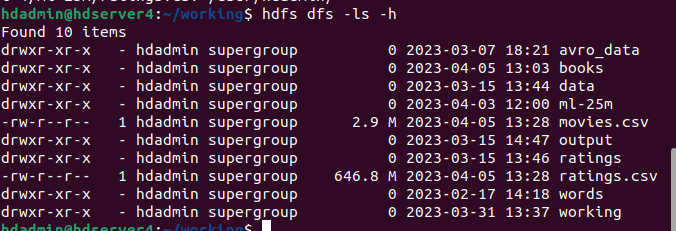 hdadmin@hdserver4:~/working$ hdfs dfs -ls -h
Found 10 items
drwxr-xr-x   - hdadmin supergroup          0 2023-03-07 18:21 avro_data
drwxr-xr-x   - hdadmin supergroup          0 2023-04-05 13:03 books
drwxr-xr-x   - hdadmin supergroup          0 2023-03-15 13:44 data
drwxr-xr-x   - hdadmin supergroup          0 2023-04-03 12:00 ml-25m
-rw-r--r--   1 hdadmin supergroup      2.9 M 2023-04-05 13:28 movies.csv
drwxr-xr-x   - hdadmin supergroup          0 2023-03-15 14:47 output
drwxr-xr-x   - hdadmin supergroup          0 2023-03-15 13:46 ratings
-rw-r--r--   1 hdadmin supergroup    646.8 M 2023-04-05 13:28 ratings.csv
drwxr-xr-x   - hdadmin supergroup          0 2023-02-17 14:18 words
drwxr-xr-x   - hdadmin supergroup          0 2023-03-31 13:37 working
hdadmin@hdserver4:~/working$